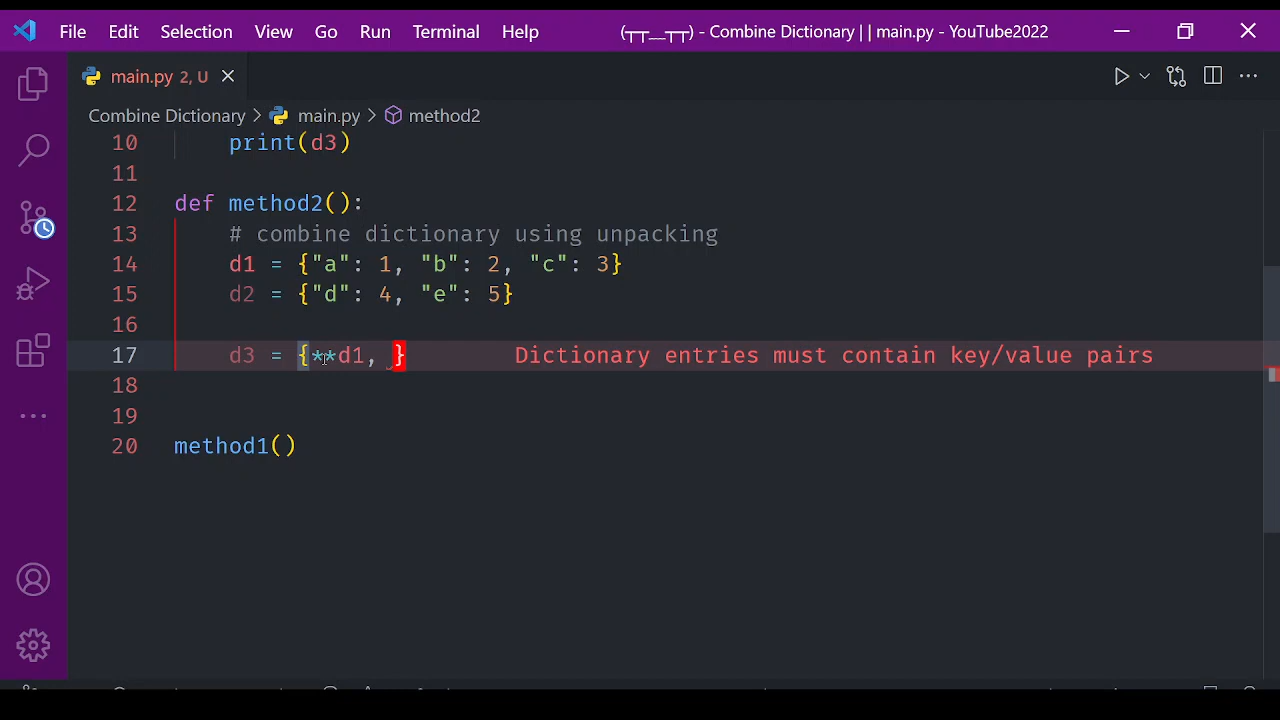 File Edit Selection View Go Run Terminal Help (┬┬﹏┬┬) - Combine Dictionary | | main.py - YouTube2022
main.py 2, U
Combine Dictionary > main.py > method2
10 print(d3)
11
12 def method2():
13 # combine dictionary using unpacking
14 d1 = {"a": 1, "b": 2, "c": 3}
15 d2 = {"d": 4, "e": 5}
16
17 d3 = {**d1, } Dictionary entries must contain key/value pairs
18
19
20 method1()